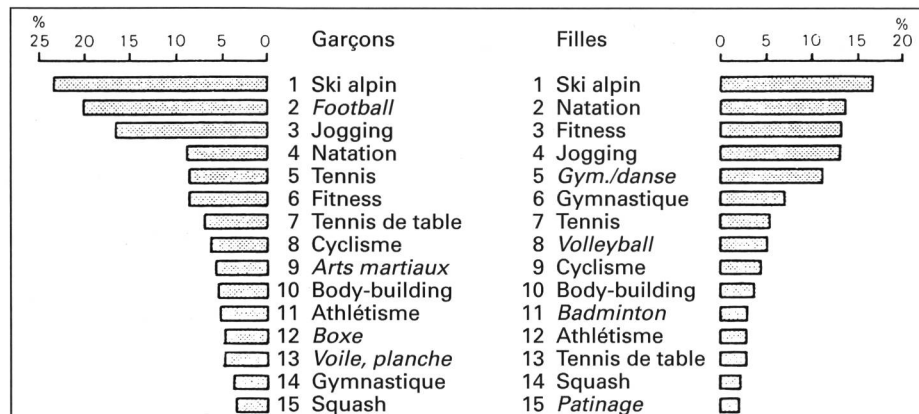 % Garçons Filles %
25 20 15 10 5 0 0 5 10 15 20
1 Ski alpin 1 Ski alpin
2 Football 2 Natation
3 Jogging 3 Fitness
4 Natation 4 Jogging
5 Tennis 5 Gym./danse
6 Fitness 6 Gymnastique
7 Tennis de table 7 Tennis
8 Cyclisme 8 Volleyball
9 Arts martiaux 9 Cyclisme
10 Body-building 10 Body-building
11 Athlétisme 11 Badminton
12 Boxe 12 Athlétisme
13 Voile, planche 13 Tennis de table
14 Gymnastique 14 Squash
15 Squash 15 Patinage